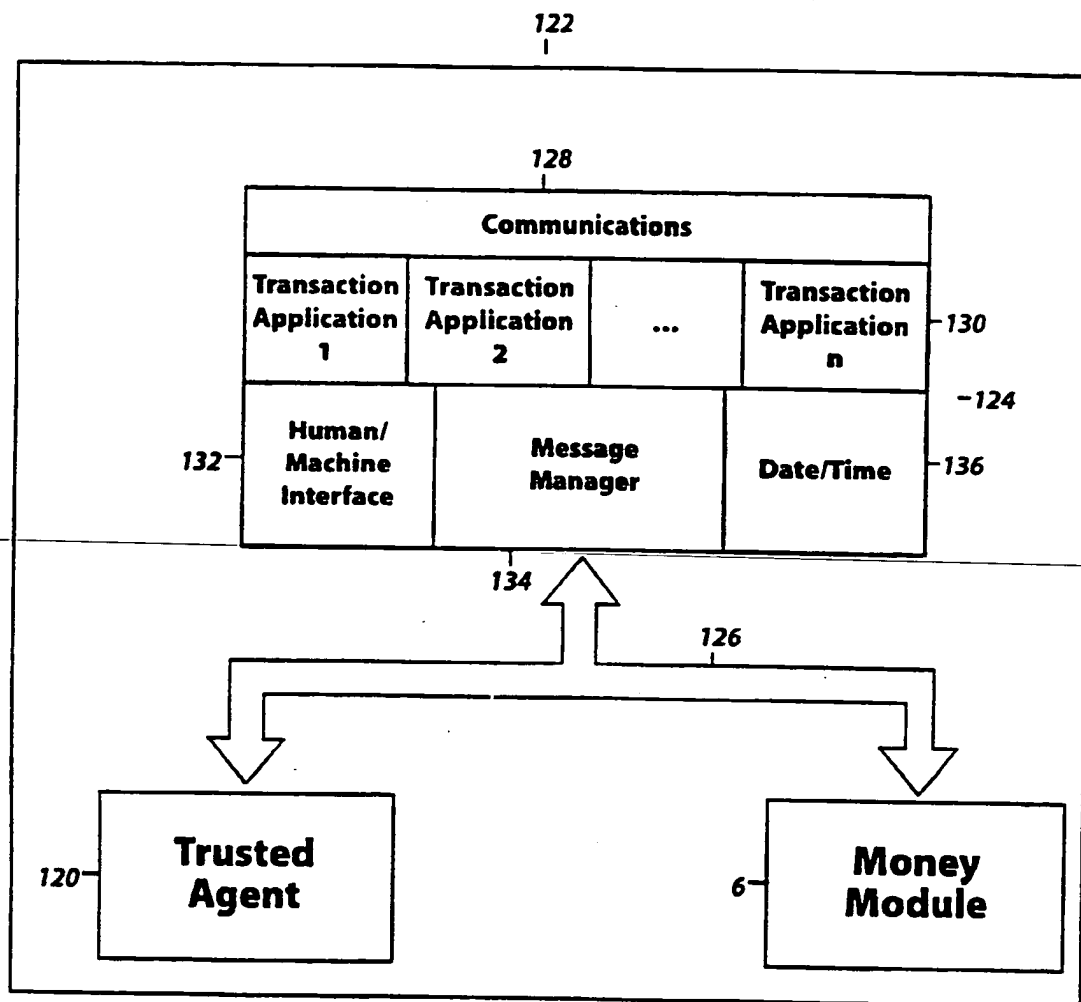 122
128
Communications
Transaction
Application
1
Transaction
Application
2
...
Transaction
Application
n
130
124
132
Human/
Machine
Interface
Message
Manager
Date/Time
136
134
126
120
Trusted
Agent
6
Money
Module